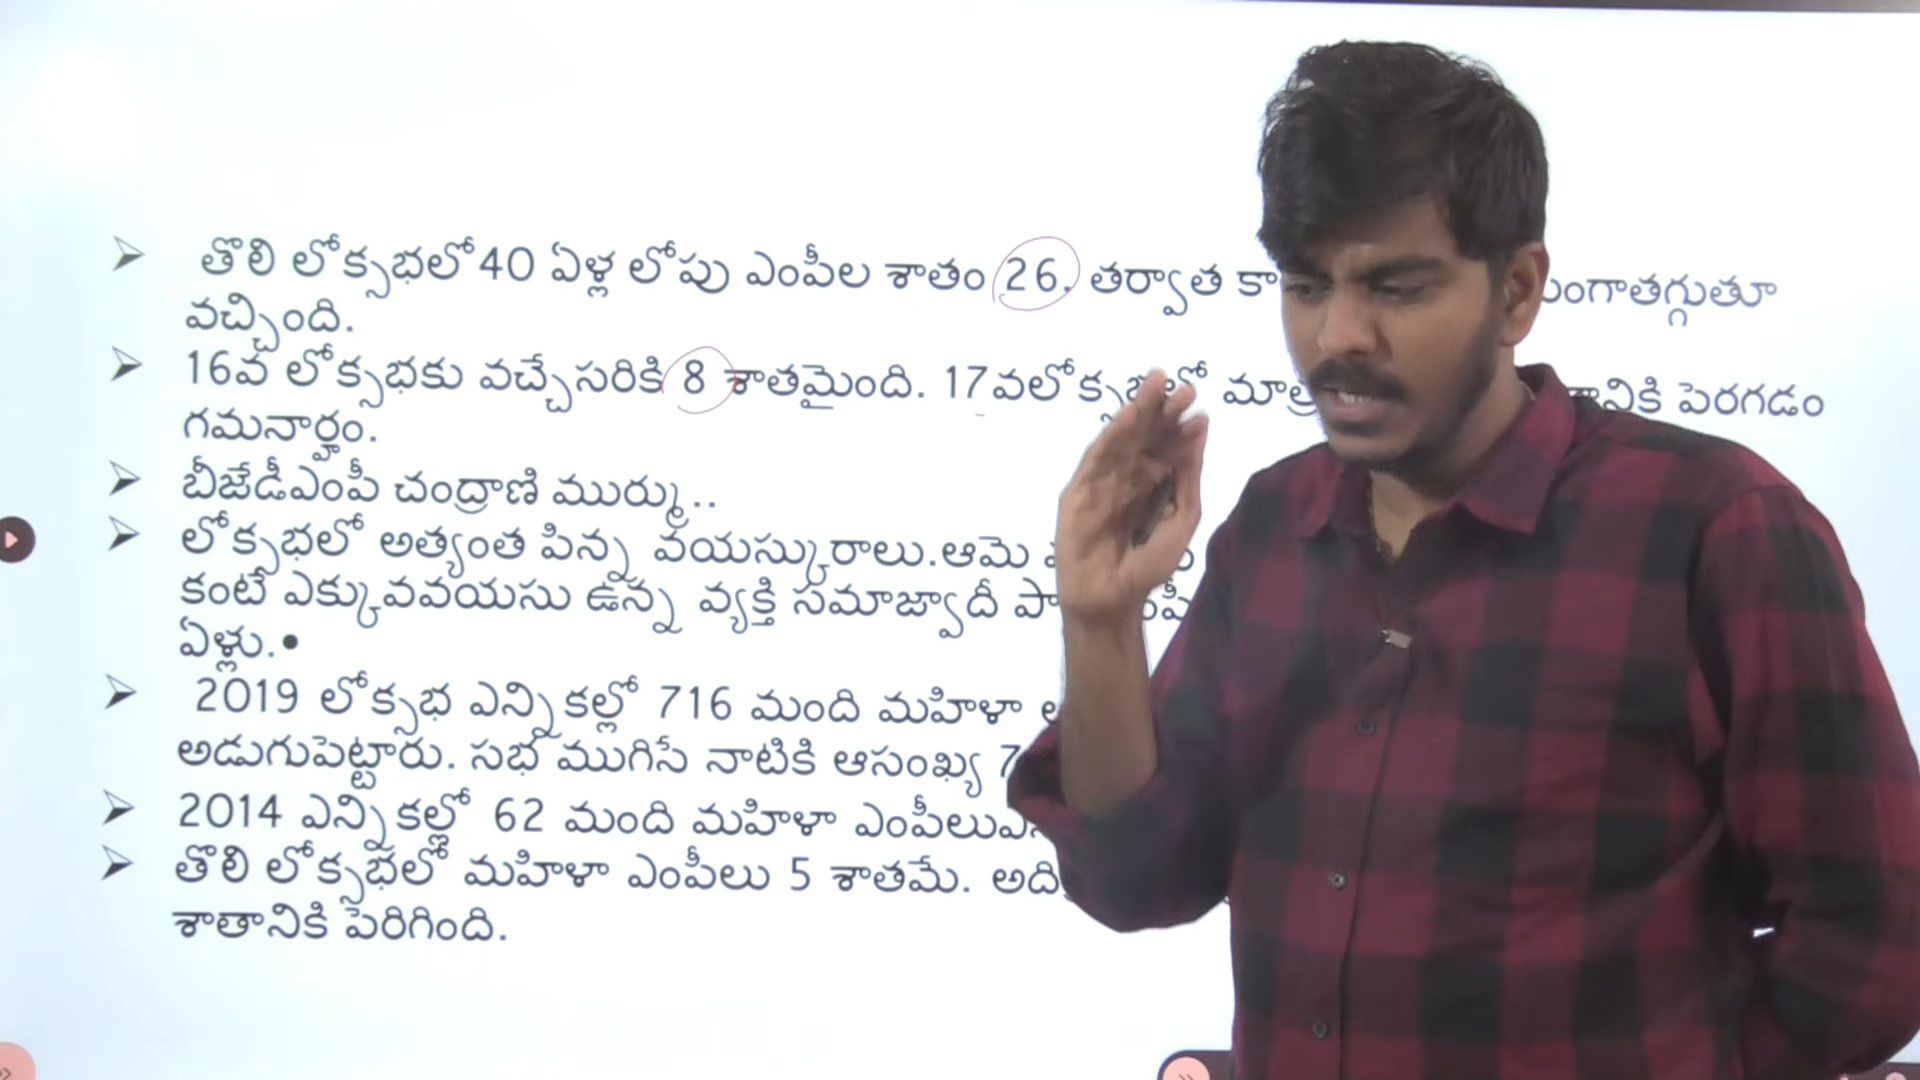 తొలి లోక్సభలో 40 ఏళ్ల లోపు ఎంపీల శాతం 26. తర్వాత
వచ్చింది.
16వ లోక్సభకు వచ్చేసరికి 8 శాతమైంది. 17వలోక్సభలో పెరగడం
గమనార్హం.
బీజేడీఎంపీ చంద్రాణి ముర్ము..
లోక్సభలో అత్యంత పిన్న వయస్కురాలు.ఆమె
కంటే ఎక్కువవయసు ఉన్న వ్యక్తి సమాజ్వాదీ
ఏళ్లు.•
2019 లోక్సభ ఎన్నికల్లో 716 మంది మహిళా
అడుగుపెట్టారు. సభ ముగిసే నాటికి ఆసంఖ్య
2014 ఎన్నికల్లో 62 మంది మహిళా
తొలి లోక్సభలో మహిళా ఎంపీలు 5 శాతమే.
శాతానికి పెరిగింది.